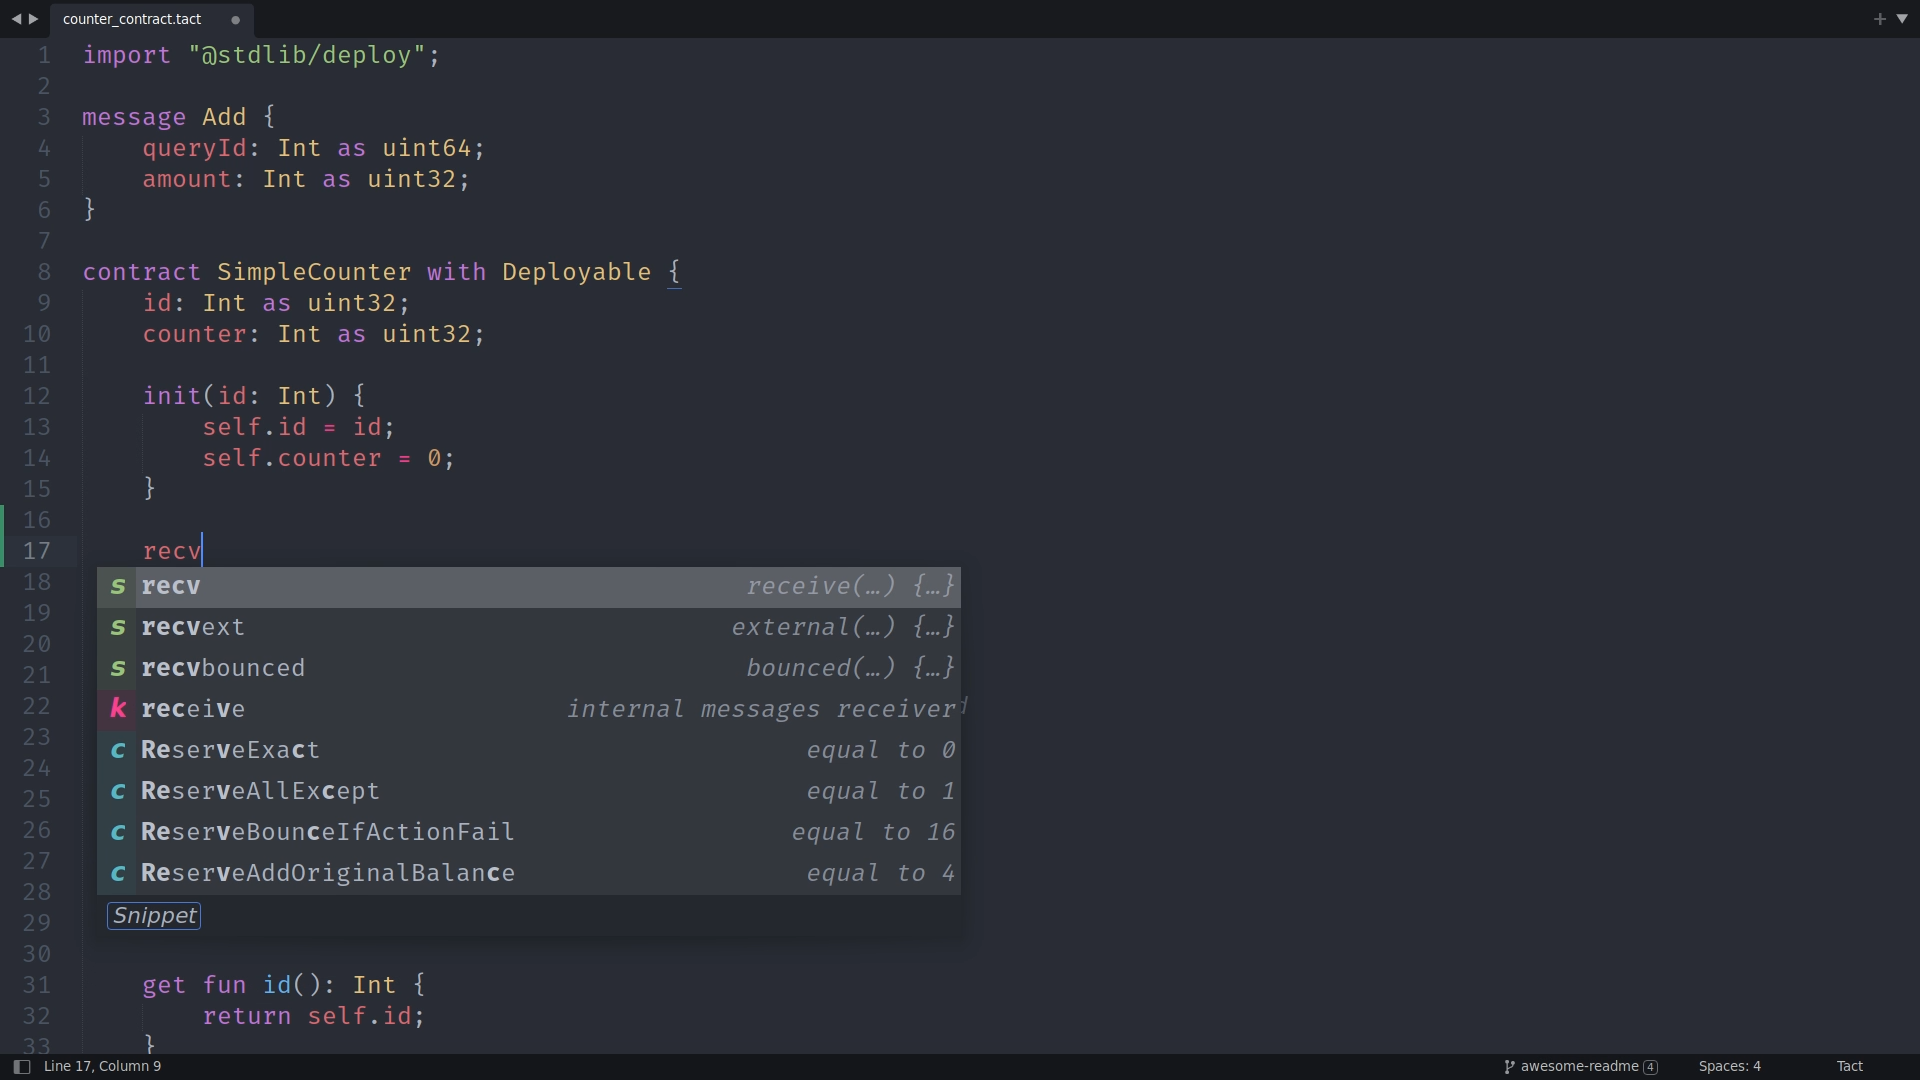 counter_contract.tact
1 import "@stdlib/deploy";
2
3 message Add {
4 queryId: Int as uint64;
5 amount: Int as uint32;
6 }
7
8 contract SimpleCounter with Deployable {
9 id: Int as uint32;
10 counter: Int as uint32;
11
12 init(id: Int) {
13 self.id = id;
14 self.counter = 0;
15 }
16
17 recv
18 s recv receive(…) {…}
19 s recvext external(…) {…}
20
21 s recvbounced bounced(…) {…}
22 k receive internal messages receiver
23
24 c ReserveExact equal to 0
25 c ReserveAllExcept equal to 1
26 c ReserveBounceIfActionFail equal to 16
27
28 c ReserveAddOriginalBalance equal to 4
29 Snippet
30
31 get fun id(): Int {
32 return self.id;
33 }
Line 17, Column 9 awesome-readme 4 Spaces: 4 Tact